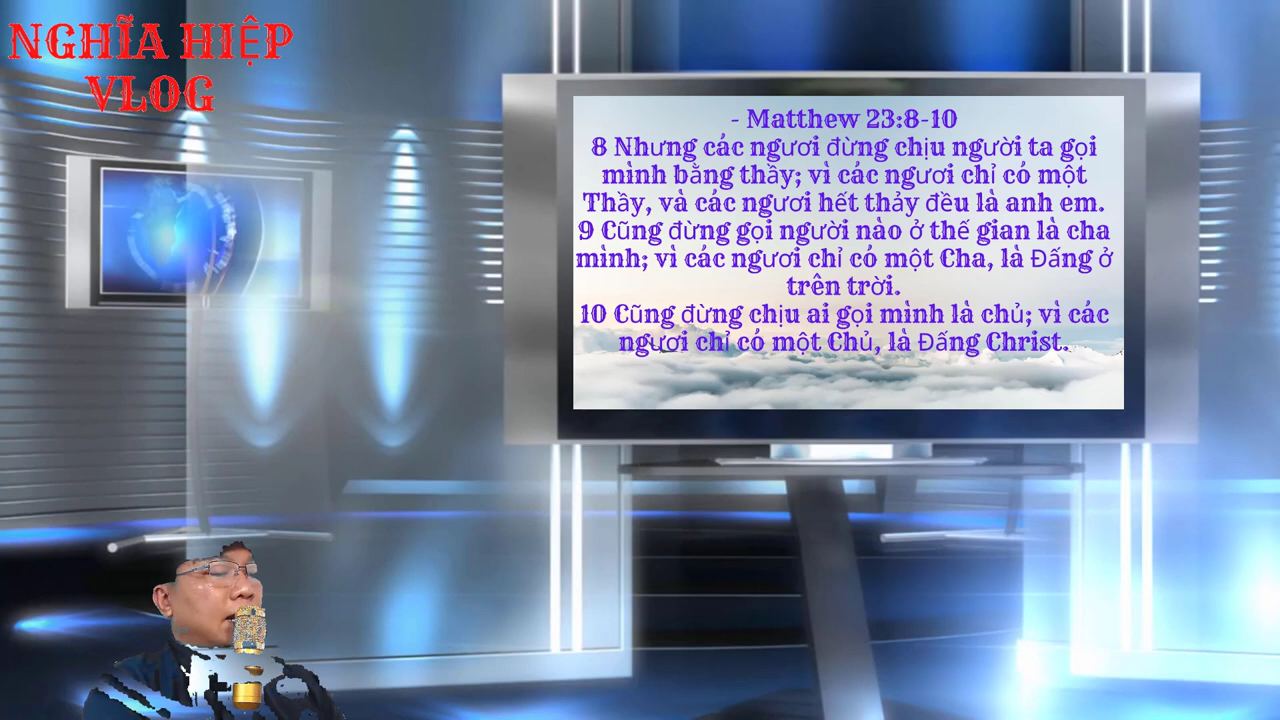 NGHĨA HIỆP
VLOG
- Matthew 23:8-10
8 Nhưng các ngươi đừng chịu người ta gọi
mình bằng thầy; vì các ngươi chỉ có một
Thầy, và các ngươi hết thảy đều là anh em.
9 Cũng đừng gọi người nào ở thế gian là cha
mình; vì các ngươi chỉ có một Cha, là Đấng ở
trên trời.
10 Cũng đừng chịu ai gọi mình là chủ; vì các
ngươi chỉ có một Chủ, là Đấng Christ.